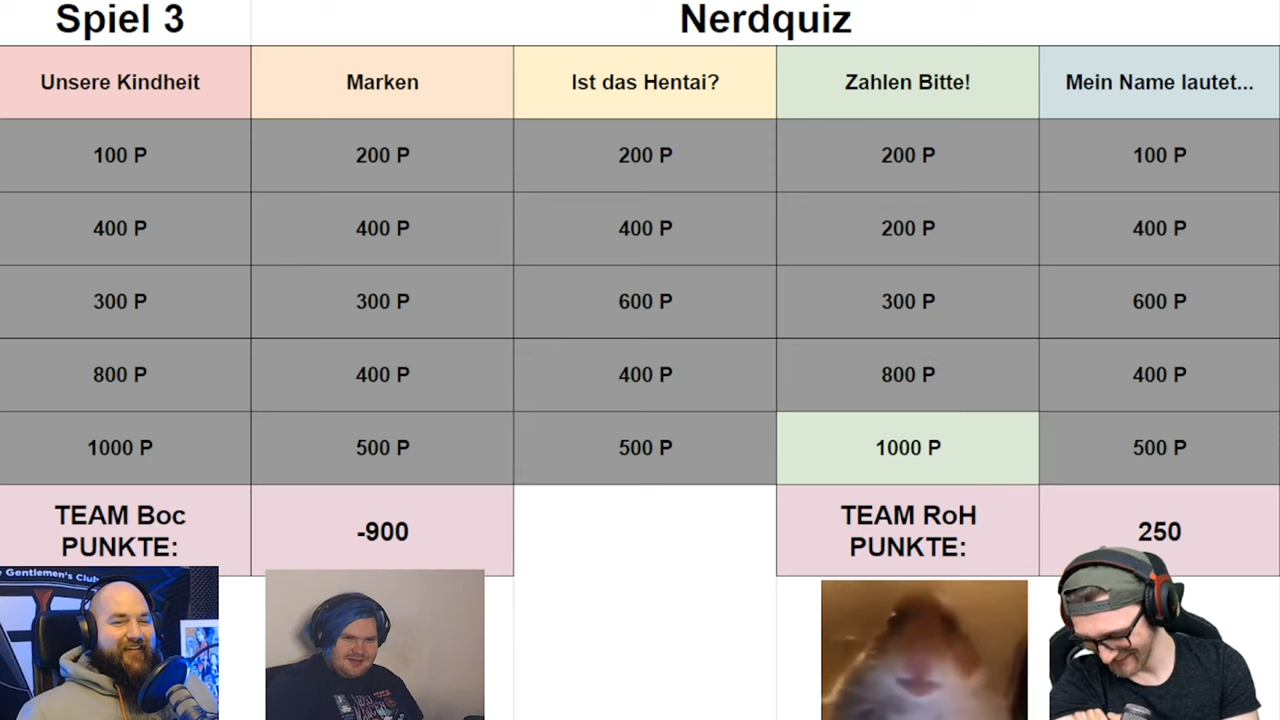 Spiel 3 Nerdquiz
Unsere Kindheit Marken Ist das Hentai? Zahlen Bitte! Mein Name lautet...
100 P 200 P 200 P 200 P 100 P
400 P 400 P 400 P 200 P 400 P
300 P 300 P 600 P 300 P 600 P
800 P 400 P 400 P 800 P 400 P
1000 P 500 P 500 P 1000 P 500 P
TEAM Boc
PUNKTE:
-900
TEAM RoH
PUNKTE:
250
Gentlemen's Club